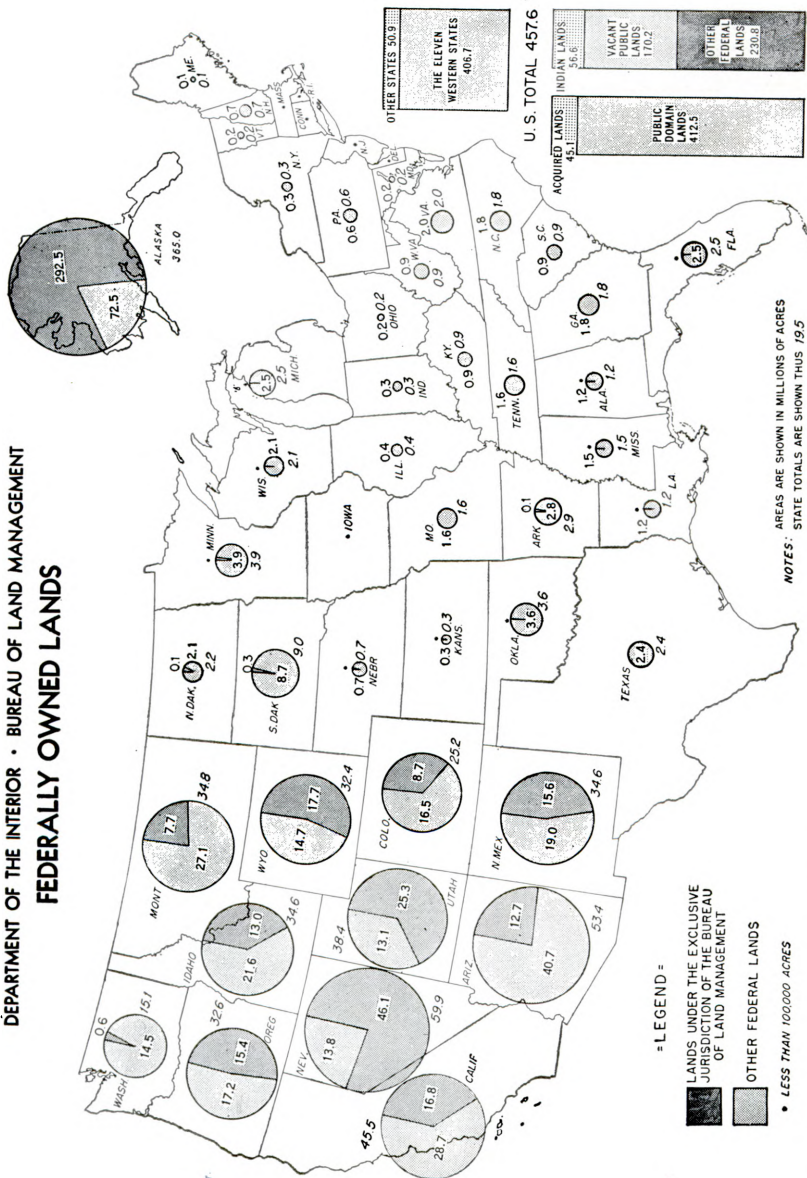 DEPARTMENT OF THE INTERIOR • BUREAU OF LAND MANAGEMENT
FEDERALLY OWNED LANDS
WASH
0.6
14.5
15.1
OREG
32.6
17.2
15.4
CALIF
45.5
28.7
16.8
NEV.
13.8
46.1
59.9
IDAHO
21.6
13.0
34.6
MONT
7.7
27.1
34.8
WYO
14.7
17.7
32.4
UTAH
38.4
13.1
25.3
COLO.
16.5
8.7
25.2
ARIZ
12.7
40.7
53.4
N.MEX
19.0
15.6
34.6
N.DAK.
0.1
2.1
2.2
S.DAK
0.3
8.7
9.0
NEBR
0.7
0.7
KANS.
0.3
0.3
OKLA.
3.6
3.6
TEXAS
2.4
2.4
• MINN.
3.9
3.9
• IOWA
MO
1.6
1.6
ARK
0.1
2.8
2.9
LA.
1.2
1.2
WIS.
2.1
2.1
ILL.
0.4
0.4
MICH.
2.5
2.5
IND
0.3
0.3
OHIO
0.2
0.2
KY.
0.9
0.9
TENN.
1.6
1.6
MISS.
1.5
1.5
ALA.
1.2
1.2
GA.
1.8
1.8
FLA.
2.5
2.5
S.C.
0.9
0.9
N.C.
1.8
1.8
VA.
2.0
2.0
W.VA
0.9
0.9
PA.
0.6
0.6
N.Y.
0.3
0.3
ME.
0.1
0.1
VT
0.2
0.2
N.H.
0.7
0.7
MASS
CONN
R.I.
N.J.
DEL.
MD.
0.2
0.2
292.5
72.5
ALASKA
365.0
OTHER STATES 50.9
THE ELEVEN
WESTERN STATES
406.7
U.S. TOTAL 457.6
ACQUIRED LANDS
45.1
PUBLIC
DOMAIN
LANDS
412.5
INDIAN LANDS
56.6
VACANT
PUBLIC
LANDS
170.2
OTHER
FEDERAL
LANDS
230.8
= LEGEND =
LANDS UNDER THE EXCLUSIVE
JURISDICTION OF THE BUREAU
OF LAND MANAGEMENT
OTHER FEDERAL LANDS
• LESS THAN 100,000 ACRES
NOTES: AREAS ARE SHOWN IN MILLIONS OF ACRES
STATE TOTALS ARE SHOWN THUS 19.5